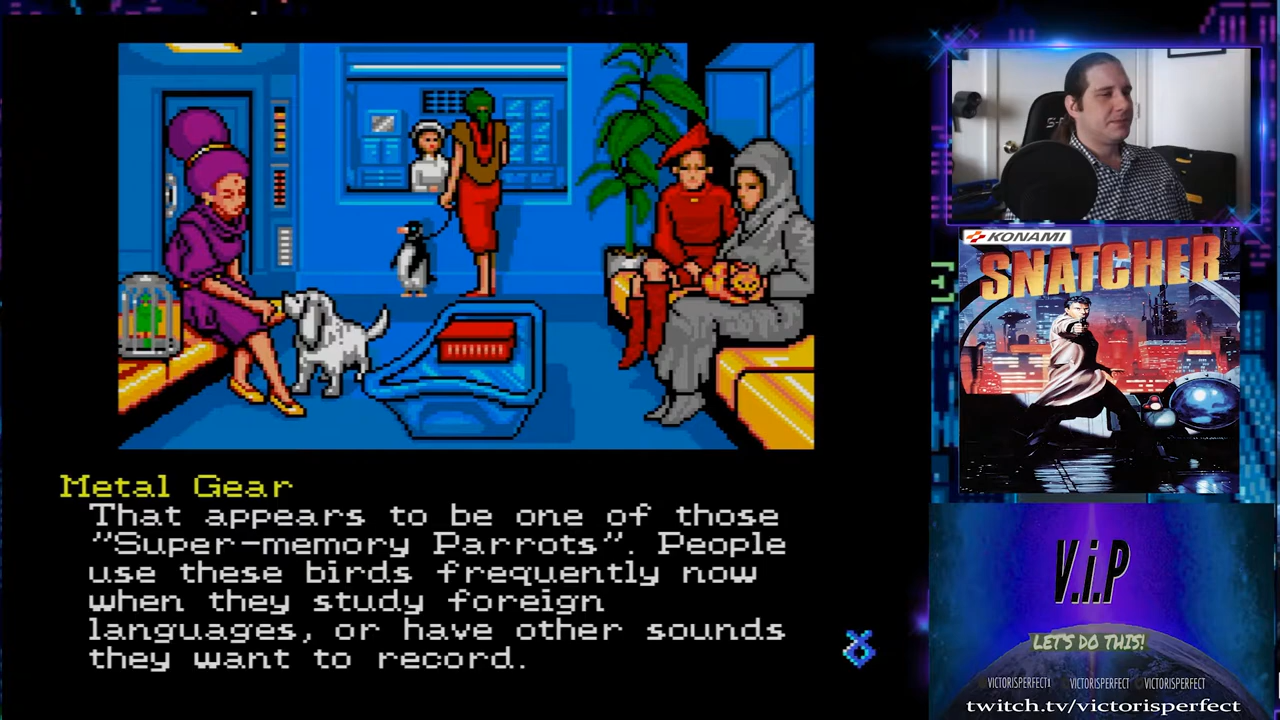 Metal Gear
That appears to be one of those
"Super-memory Parrots". People
use these birds frequently now
when they study foreign
languages, or have other sounds
they want to record.
KONAMI
SNATCHER
V.i.P
LET'S DO THIS!
VICTORISPERFECT1 VICTORISPERFECT VICTORISPERFECT
twitch.tv/victorisperfect